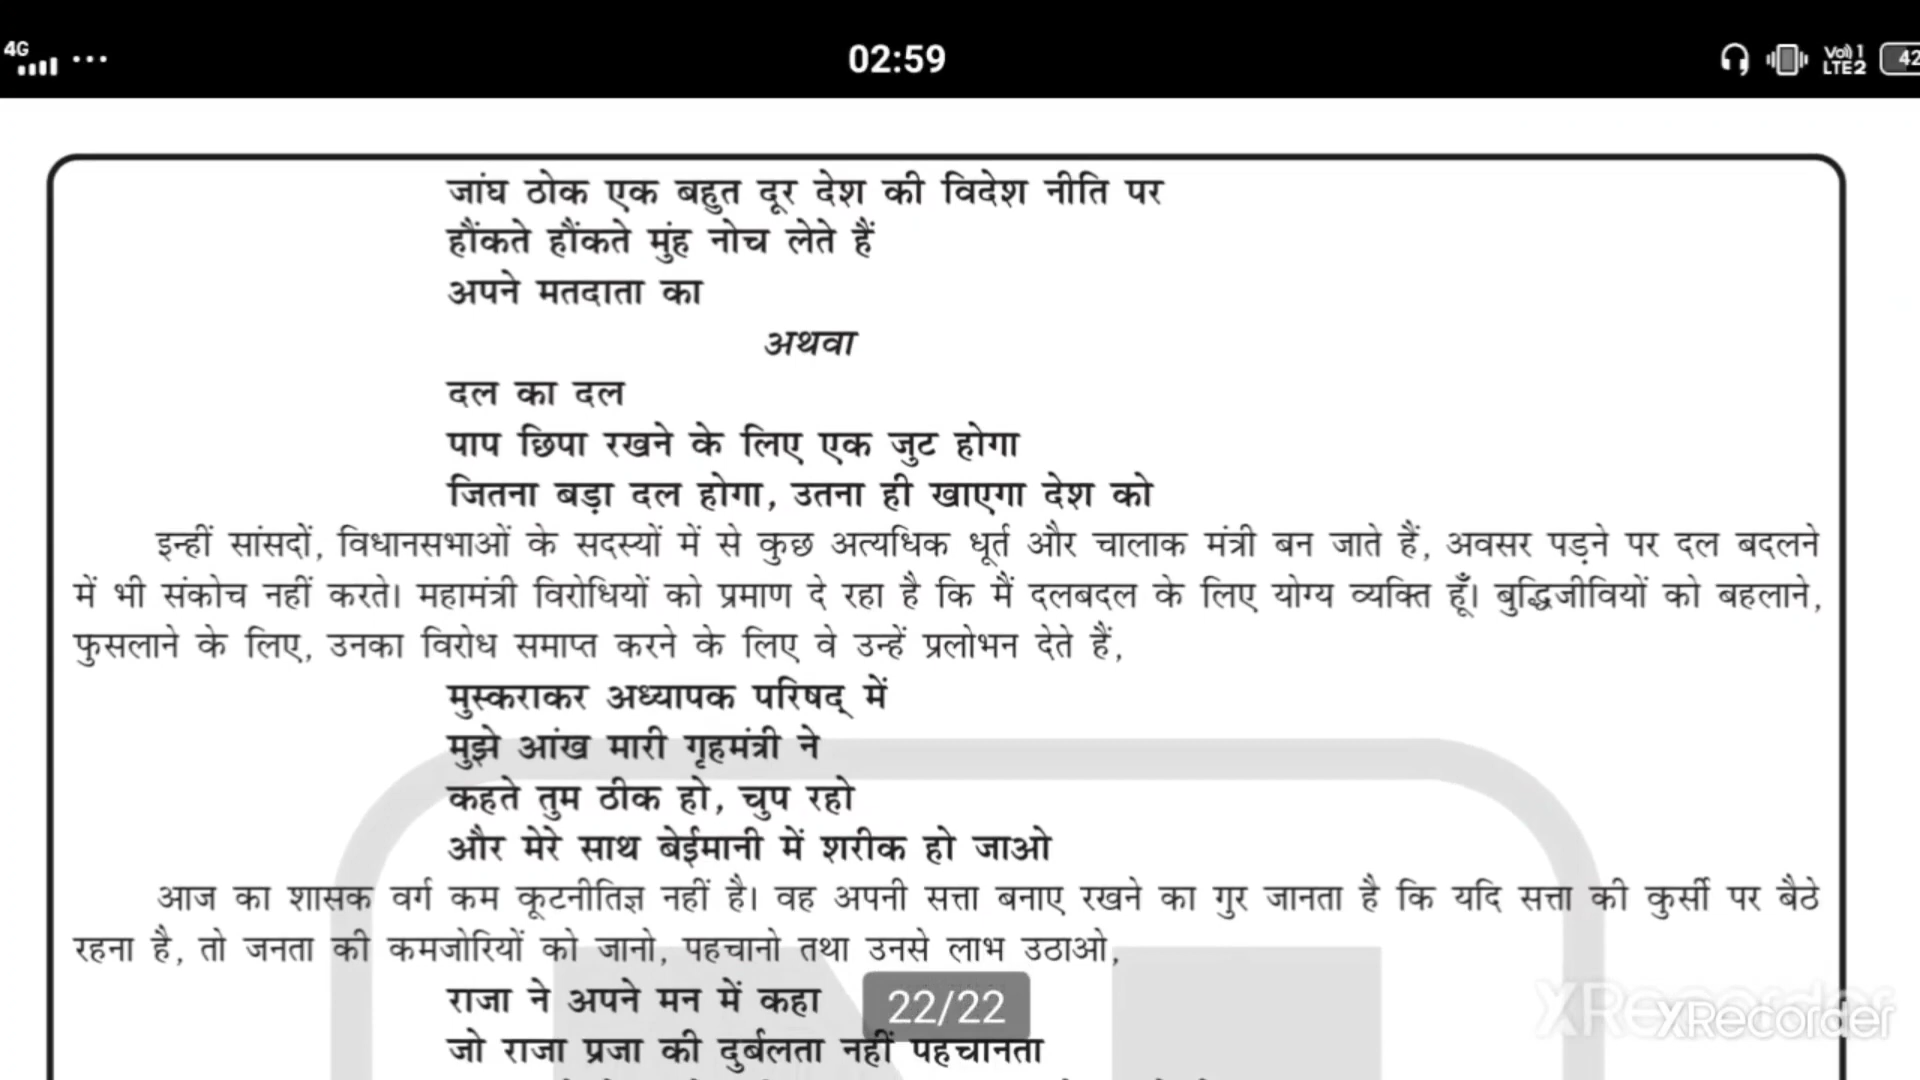 4G
02:59
Vo)) 1
LTE2
42
जांघ ठोक एक बहुत दूर देश की विदेश नीति पर
हौंकते हौंकते मुंह नोच लेते हैं
अपने मतदाता का
अथवा
दल का दल
पाप छिपा रखने के लिए एक जुट होगा
जितना बड़ा दल होगा, उतना ही खाएगा देश को
इन्हीं सांसदों, विधानसभाओं के सदस्यों में से कुछ अत्यधिक धूर्त और चालाक मंत्री बन जाते हैं, अवसर पड़ने पर दल बदलने
में भी संकोच नहीं करते। महामंत्री विरोधियों को प्रमाण दे रहा है कि मैं दलबदल के लिए योग्य व्यक्ति हूँ। बुद्धिजीवियों को बहलाने,
फुसलाने के लिए, उनका विरोध समाप्त करने के लिए वे उन्हें प्रलोभन देते हैं,
मुस्कराकर अध्यापक परिषद् में
मुझे आंख मारी गृहमंत्री ने
कहते तुम ठीक हो, चुप रहो
और मेरे साथ बेईमानी में शरीक हो जाओ
आज का शासक वर्ग कम कूटनीतिज्ञ नहीं है। वह अपनी सत्ता बनाए रखने का गुर जानता है कि यदि सत्ता की कुर्सी पर बैठे
रहना है, तो जनता की कमजोरियों को जानो, पहचानो तथा उनसे लाभ उठाओ,
राजा ने अपने मन में कहा
22/22
जो राजा प्रजा की दुर्बलता नहीं पहचानता
XRecorder
XRecorder